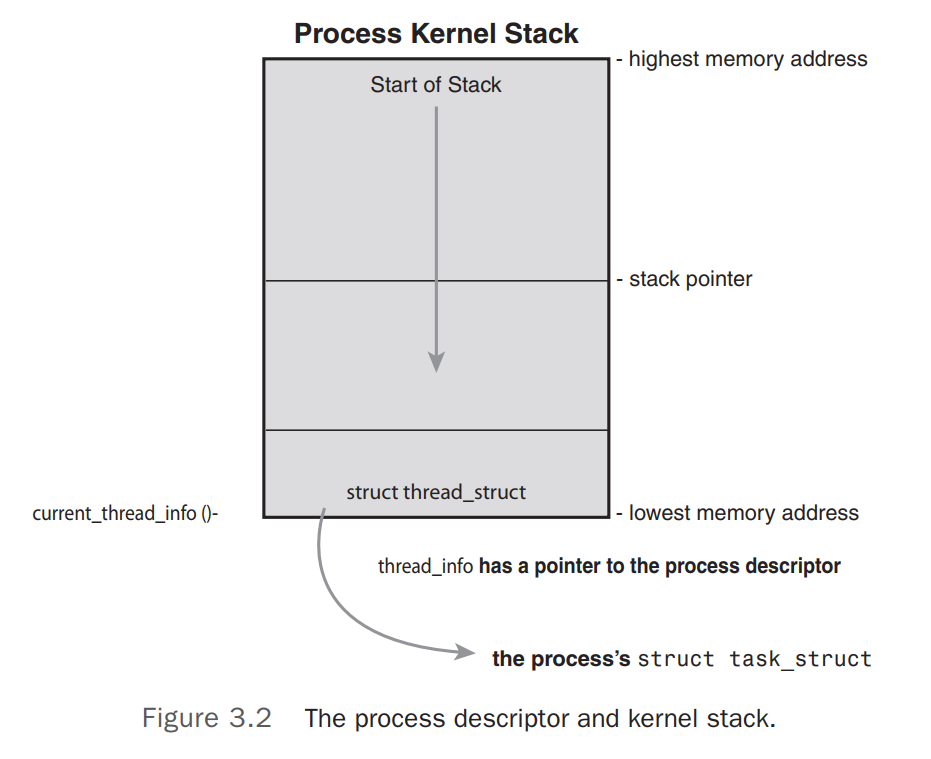 Process Kernel Stack
- highest memory address
Start of Stack
- stack pointer
struct thread_struct
current_thread_info ()-
- lowest memory address
thread_info has a pointer to the process descriptor
the process's struct task_struct
Figure 3.2 The process descriptor and kernel stack.